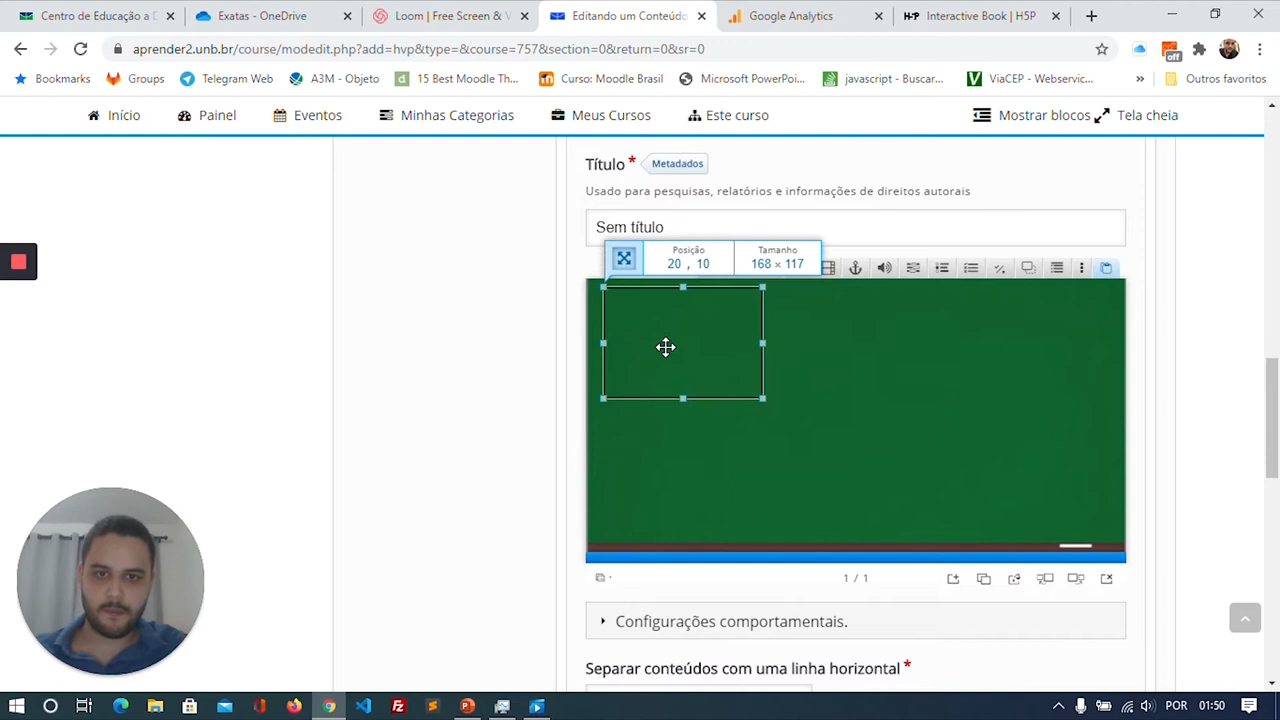 Centro de Educação a D
Exatas - OneDrive
Loom | Free Screen & V
Editando um Conteúdo
Google Analytics
H5P
Interactive Book | H5P
aprender2.unb.br/course/modedit.php?add=hvp&type=&course=757&section=0&return=0&sr=0
off
Bookmarks
Groups
Telegram Web
A3M - Objeto
15 Best Moodle Th...
Curso: Moodle Brasil
Microsoft PowerPoi...
javascript - Buscar...
ViaCEP - Webservic...
»
Outros favoritos
Início
Painel
Eventos
Minhas Categorias
Meus Cursos
Este curso
Mostrar blocos
Tela cheia
Título *
Metadados
Usado para pesquisas, relatórios e informações de direitos autorais
Sem título
Posição
20 , 10
Tamanho
168 × 117
1 / 1
Configurações comportamentais.
Separar conteúdos com uma linha horizontal *
POR
01:50